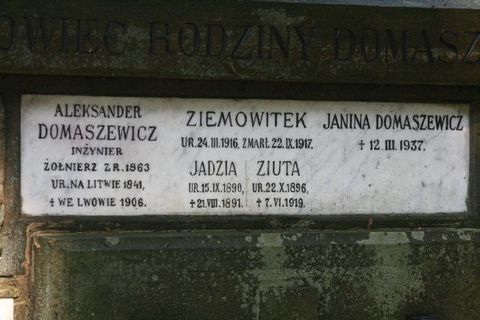 OWIEC RODZINY DOMASZ
ALEKSANDER
DOMASZEWICZ
INŻYNIER
ŻOŁNIERZ Z R. 1863
UR. NA LITWIE 1841,
✝ WE LWOWIE 1906.
ZIEMOWITEK
UR. 24. III. 1916, ZMARŁ 22. IX. 1917.
JADZIA
UR. 15. IX. 1890,
✝ 21. VIII. 1891.
ZIUTA
UR. 22. X. 1896,
✝ 7. VI. 1919.
JANINA DOMASZEWICZ
✝ 12. III. 1937.